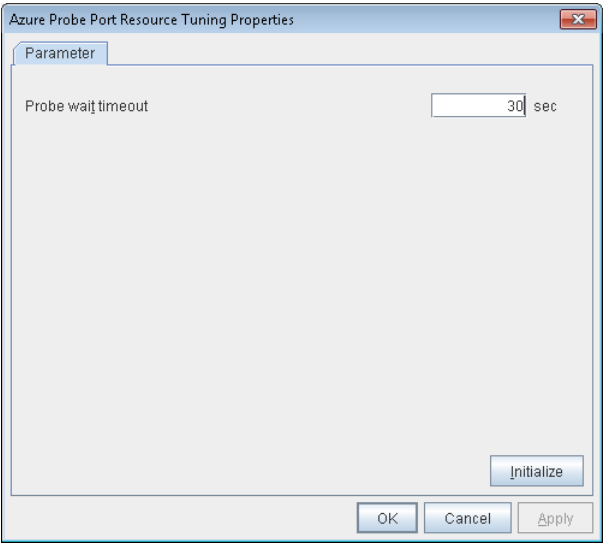 Azure Probe Port Resource Tuning Properties
Parameter
Probe wait timeout 30 sec
Initialize
OK Cancel Apply